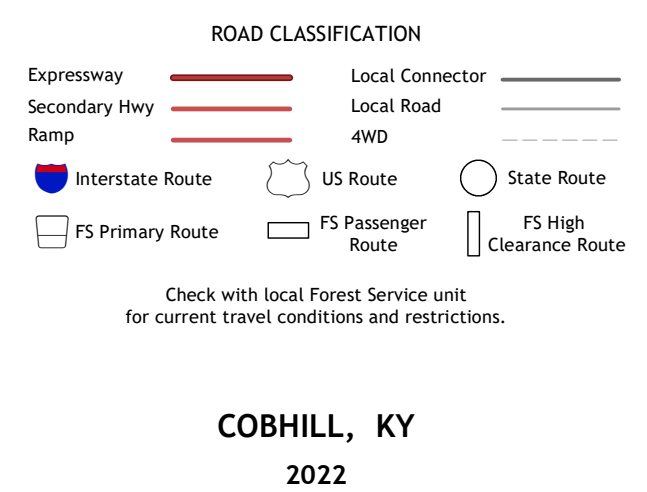 ROAD CLASSIFICATION
Expressway
Local Connector
Secondary Hwy
Local Road
Ramp
4WD
Interstate Route
US Route
State Route
FS Primary Route
FS Passenger
Route
FS High
Clearance Route
Check with local Forest Service unit
for current travel conditions and restrictions.
COBHILL, KY
2022